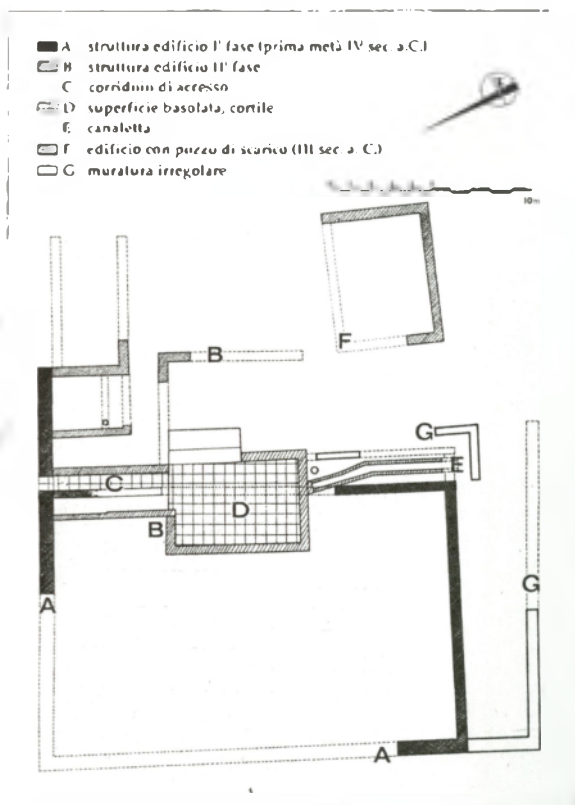 A struttura edificio I' fase (prima metà IV sec. a.C.)
B struttura edificio II' fase
C corridoio di accesso
D superficie basolata, cortile
E canaletta
F edificio con pozzo di scarico (III sec. a. C.)
G muratura irregolare
10m
F
B
G
E
C
D
B
G
A
A